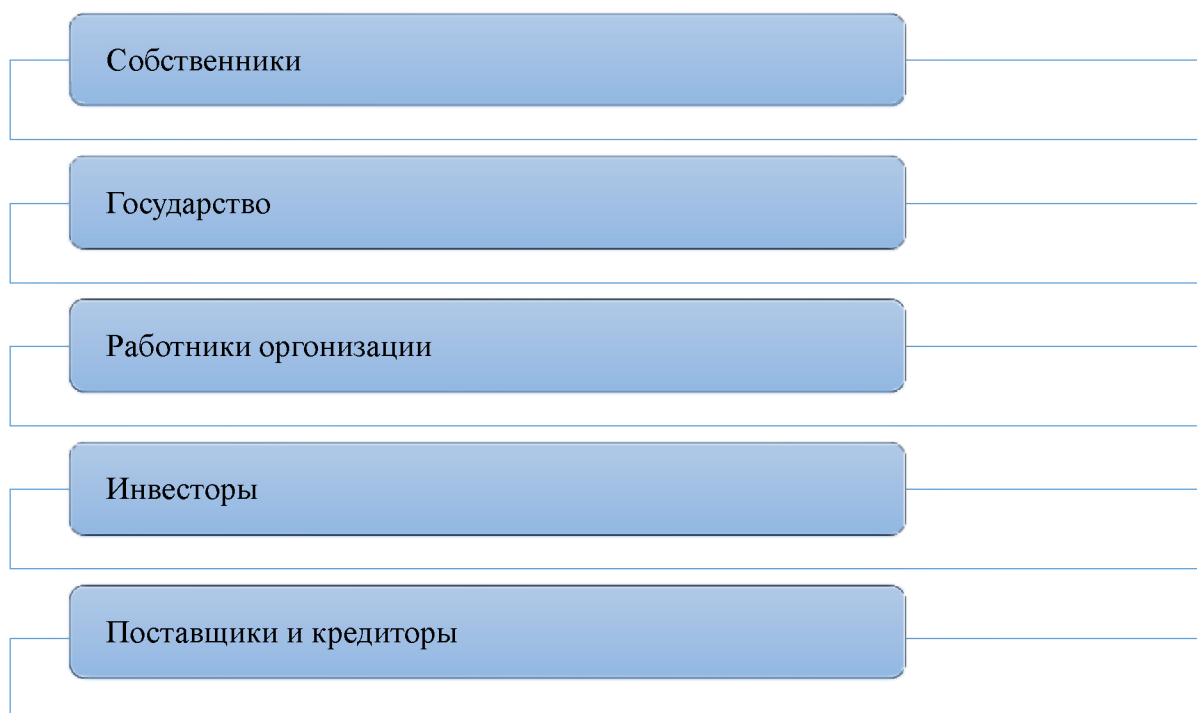 Собственники
Государство
Работники оргонизации
Инвесторы
Поставщики и кредиторы